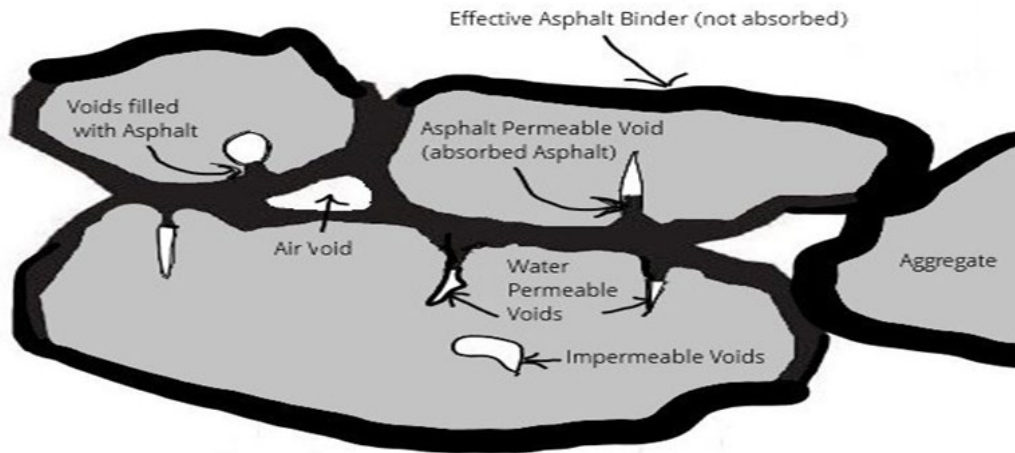 Effective Asphalt Binder (not absorbed)
Voids filled
with Asphalt
Asphalt Permeable Void
(absorbed Asphalt)
Air Void
Water
Permeable
Voids
Aggregate
Impermeable Voids